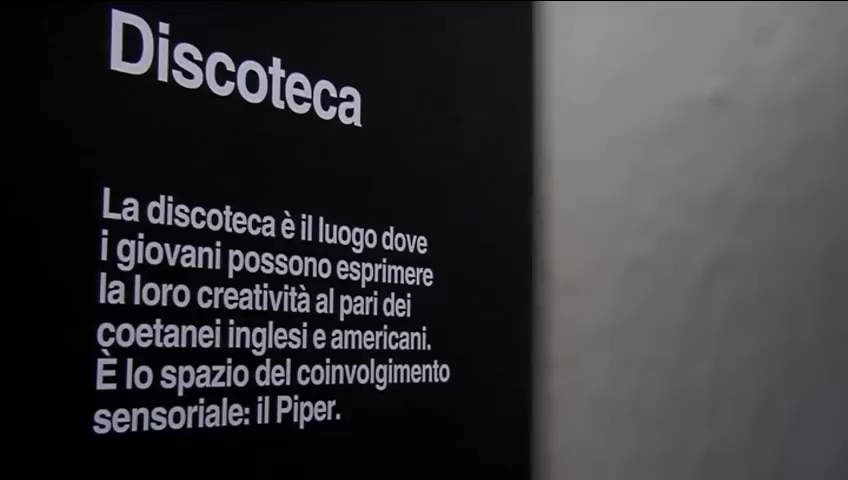 Discoteca
La discoteca è il luogo dove
i giovani possono esprimere
la loro creatività al pari dei
coetanei inglesi e americani.
È lo spazio del coinvolgimento
sensoriale: il Piper.